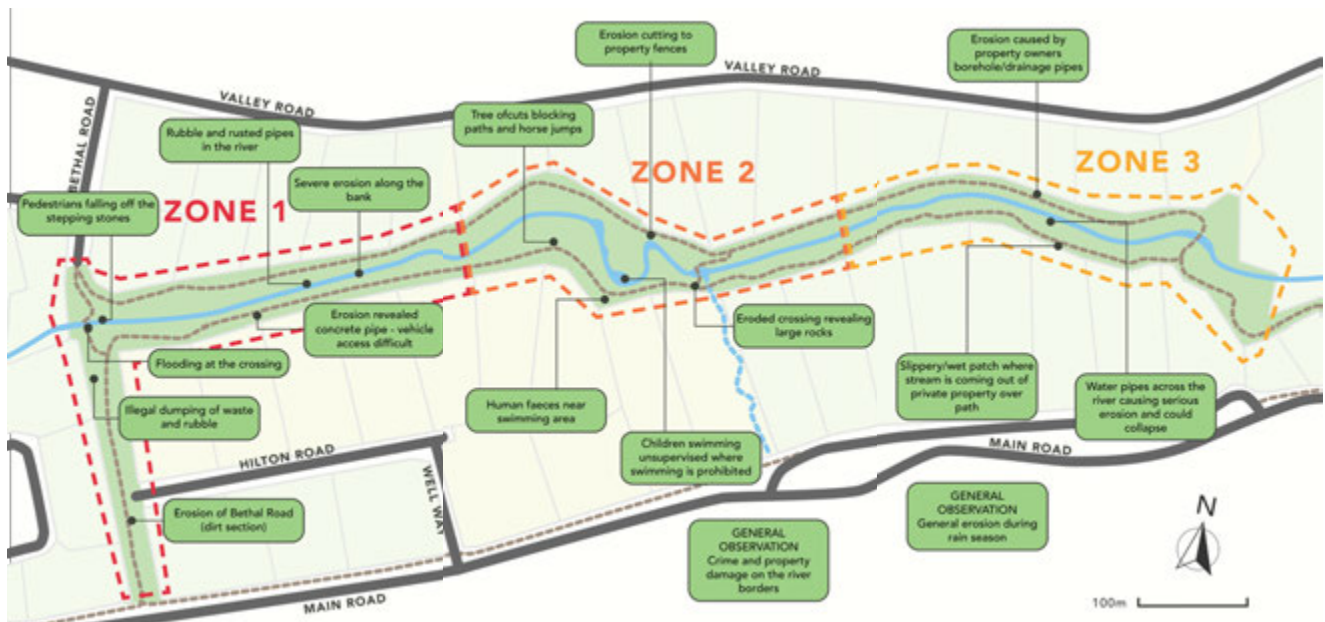 Erosion cutting to
property fences
Erosion caused by
property owners
borehole/drainage pipes
VALLEY ROAD
VALLEY ROAD
BETHAL ROAD
Rubble and rusted pipes
in the river
Tree ofcuts blocking
paths and horse jumps
ZONE 1
ZONE 2
ZONE 3
Severe erosion along the
bank
Pedestrians falling off the
stepping stones
Erosion revealed
concrete pipe - vehicle
access difficult
Eroded crossing revealing
large rocks
Flooding at the crossing
Slippery/wet patch where
stream is coming out of
private property over
path
Water pipes across the
river causing serious
erosion and could
collapse
Illegal dumping of waste
and rubble
Human faeces near
swimming area
Children swimming
unsupervised where
swimming is prohibited
HILTON ROAD
WELL WAY
MAIN ROAD
Erosion of Bethal Road
(dirt section)
GENERAL
OBSERVATION
General erosion during
rain season
GENERAL
OBSERVATION
Crime and property
damage on the river
borders
N
100m
MAIN ROAD